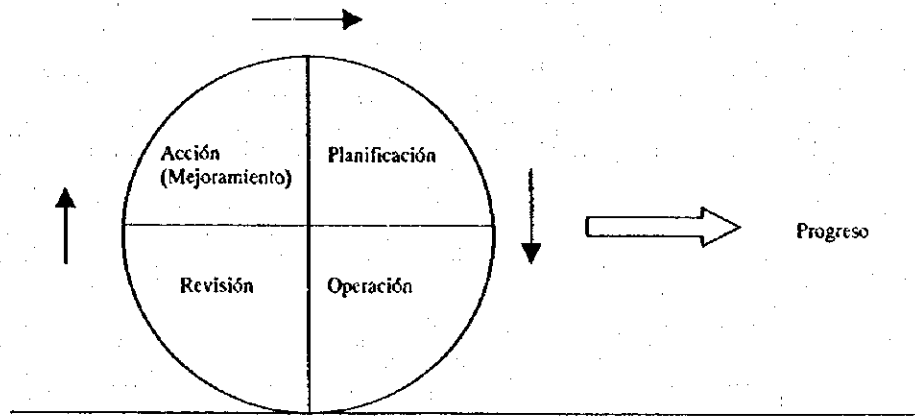 Acción
(Mejoramiento)
Planificación
Progreso
Revisión
Operación